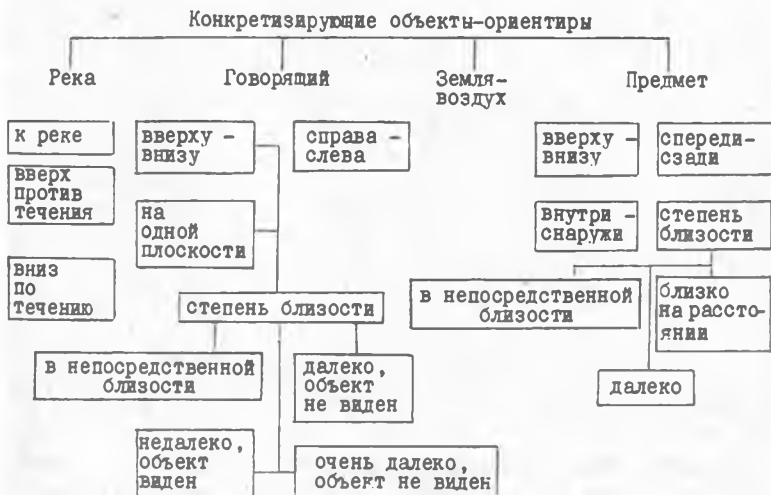 Конкретизирующие объекты-ориентиры
Река
Говорящий
Земля-
воздух
Предмет
к реке
вверх
против
течения
вниз
по
течению
вверху -
внизу
справа -
слева
на
одной
плоскости
степень близости
в непосредственной
близости
далеко,
объект
не виден
недалеко,
объект
виден
очень далеко,
объект не виден
вверху -
внизу
спереди-
сзади
внутри -
снаружи
степень
близости
в непосредственной
близости
близко
на рассто-
янии
далеко